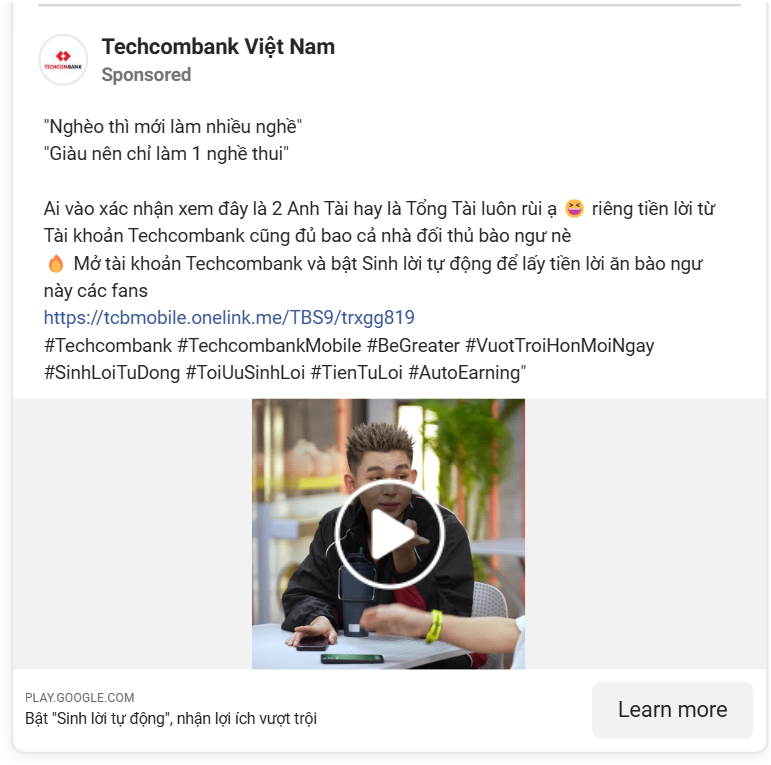 Techcombank Việt Nam
TECHCOMBANK
Sponsored
"Nghèo thì mới làm nhiều nghề"
"Giàu nên chỉ làm 1 nghề thui"
Ai vào xác nhận xem đây là 2 Anh Tài hay là Tổng Tài luôn rùi ạ 😆 riêng tiền lời từ
Tài khoản Techcombank cũng đủ bao cả nhà đối thủ bào ngư nè
🔥 Mở tài khoản Techcombank và bật Sinh lời tự động để lấy tiền lời ăn bào ngư
này các fans
https://tcbmobile.onelink.me/TBS9/trxgg819
#Techcombank #TechcombankMobile #BeGreater #VuotTroiHonMoiNgay
#SinhLoiTuDong #ToiUuSinhLoi #TienTuLoi #AutoEarning"
PLAY.GOOGLE.COM
Bật "Sinh lời tự động", nhận lợi ích vượt trội
Learn more